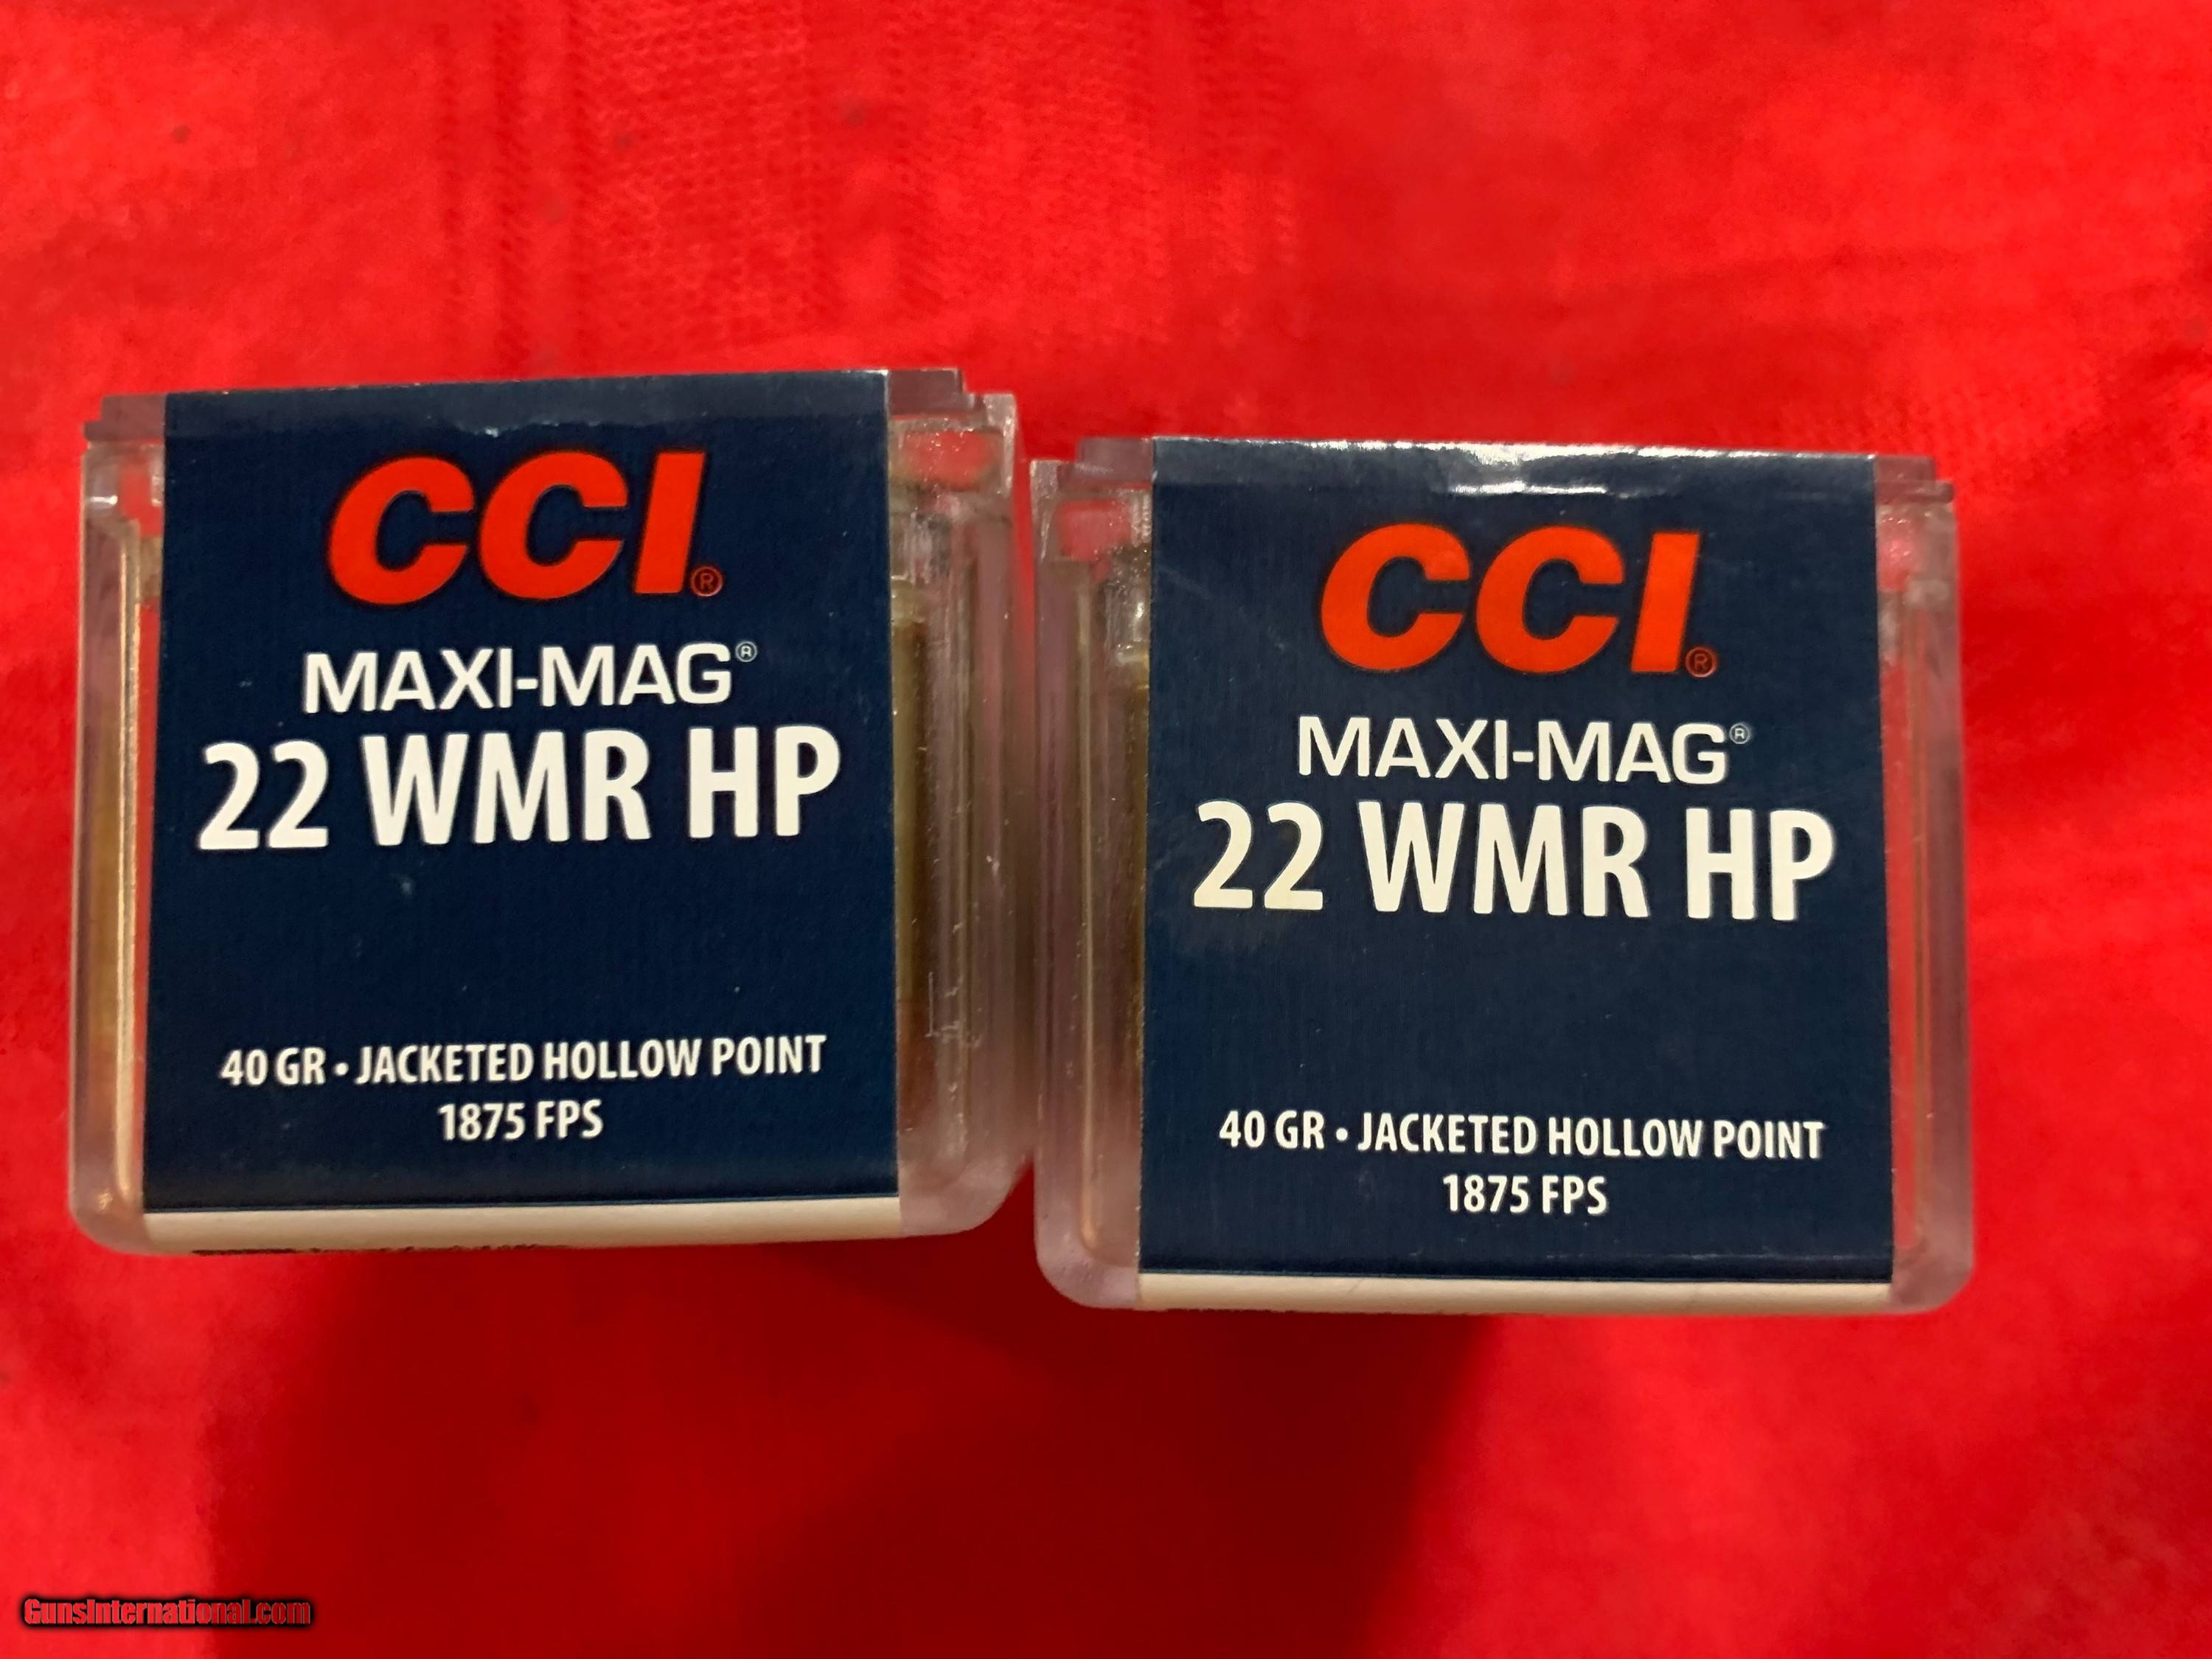 CCI®
MAXI-MAG®
22 WMR HP
40 GR • JACKETED HOLLOW POINT
1875 FPS
CCI®
MAXI-MAG®
22 WMR HP
40 GR • JACKETED HOLLOW POINT
1875 FPS
GunsInternational.com